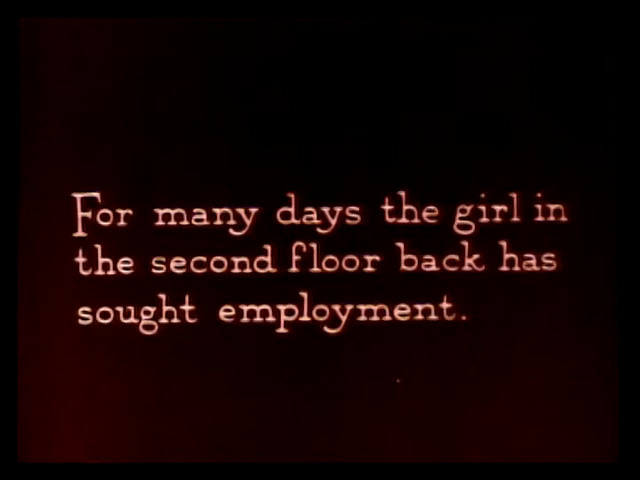 For many days the girl in
the second floor back has
sought employment.